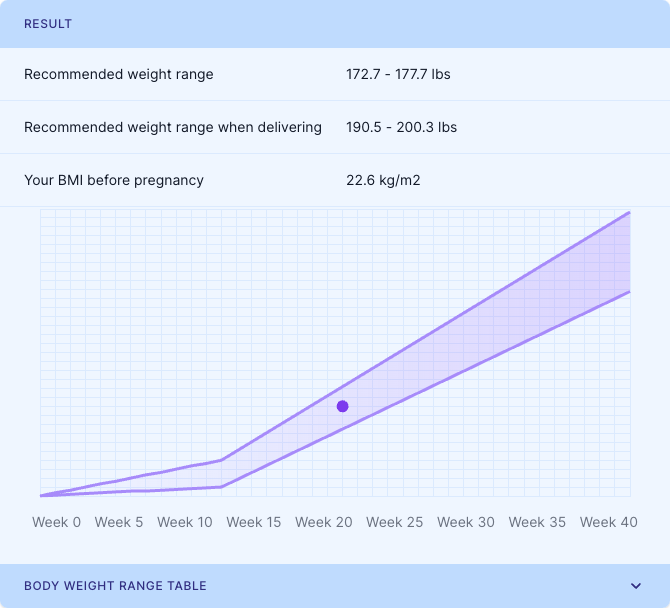 RESULT
Recommended weight range 172.7 - 177.7 lbs
Recommended weight range when delivering 190.5 - 200.3 lbs
Your BMI before pregnancy 22.6 kg/m2
Week 0 Week 5 Week 10 Week 15 Week 20 Week 25 Week 30 Week 35 Week 40
BODY WEIGHT RANGE TABLE